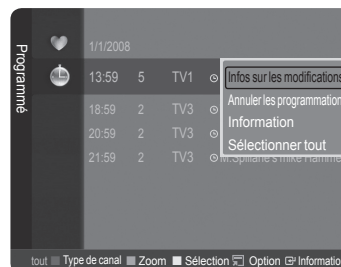 Programmé
1/1/2008
13:59 5 TV1
18:59 2 TV3
20:59 2 TV3
21:59 2 TV3 M.Spillane's mike Hamme
Infos sur les modifications
Annuler les programmation
Information
Sélectionner tout
tout Type de canal Zoom Sélection Option Informatio